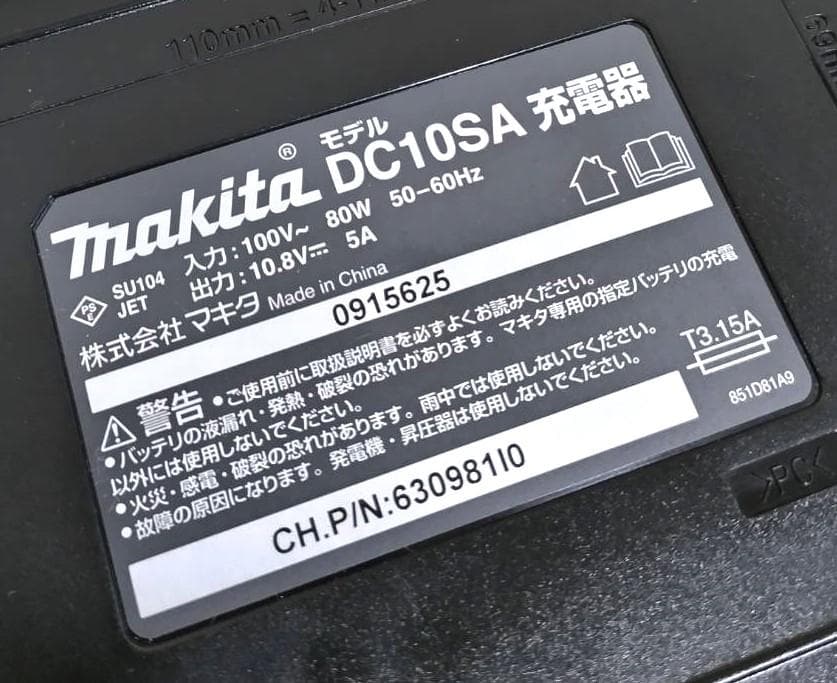 110mm =
makita® モデル DC10SA 充電器
入力：100V~ 80W 50-60Hz
出力：10.8V⎓ 5A
PSE SU104 JET
株式会社マキタ Made in China
0915625
⚠ 警告 •ご使用前に取扱説明書を必ずよくお読みください。
•バッテリの液漏れ・発熱・破裂の恐れがあります。マキタ専用の指定バッテリの充電
以外には使用しないでください。
•火災・感電・破裂の恐れがあります。雨中では使用しないでください。
•故障の原因になります。発電機・昇圧器は使用しないでください。
T3.15A
851D81A9
CH.P/N:630981I0
>PC<